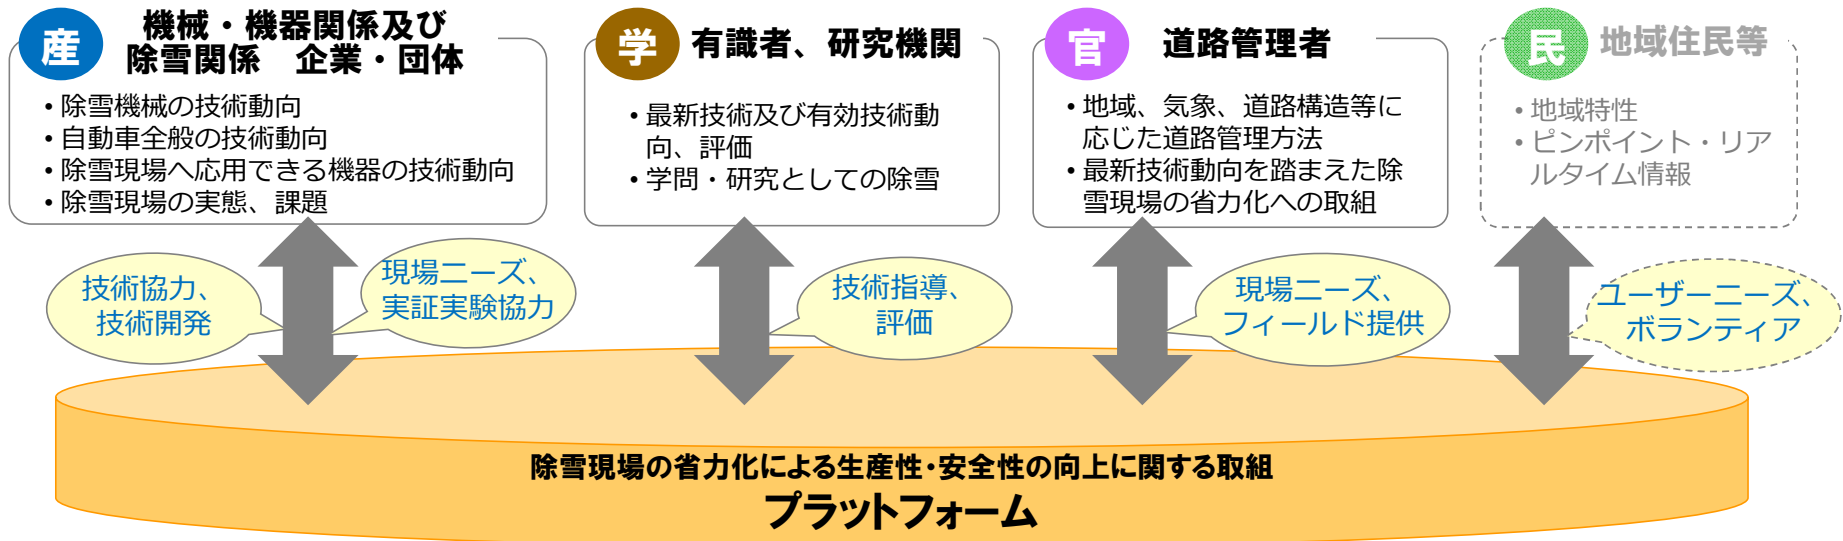 産
機械・機器関係及び
除雪関係　企業・団体
• 除雪機械の技術動向
• 自動車全般の技術動向
• 除雪現場へ応用できる機器の技術動向
• 除雪現場の実態、課題
学
有識者、研究機関
• 最新技術及び有効技術動
向、評価
• 学問・研究としての除雪
官
道路管理者
• 地域、気象、道路構造等に
応じた道路管理方法
• 最新技術動向を踏まえた除
雪現場の省力化への取組
民
地域住民等
• 地域特性
• ピンポイント・リア
ルタイム情報
技術協力、
技術開発
現場ニーズ、
実証実験協力
技術指導、
評価
現場ニーズ、
フィールド提供
ユーザーニーズ、
ボランティア
除雪現場の省力化による生産性・安全性の向上に関する取組
プラットフォーム